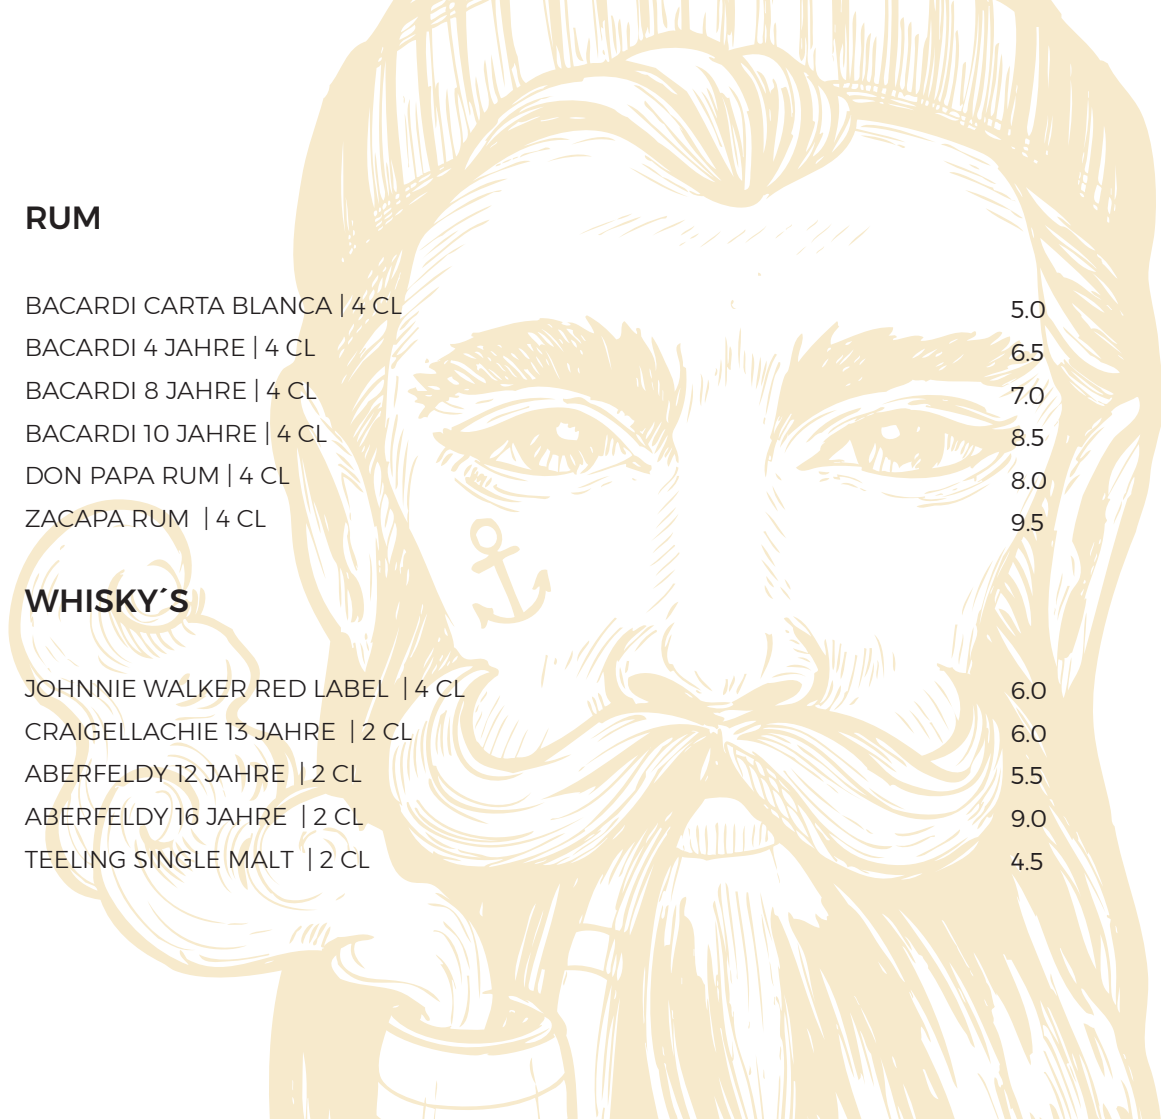 RUM
BACARDI CARTA BLANCA | 4 CL 5.0
BACARDI 4 JAHRE | 4 CL 6.5
BACARDI 8 JAHRE | 4 CL 7.0
BACARDI 10 JAHRE | 4 CL 8.5
DON PAPA RUM | 4 CL 8.0
ZACAPA RUM | 4 CL 9.5
WHISKY´S
JOHNNIE WALKER RED LABEL | 4 CL 6.0
CRAIGELLACHIE 13 JAHRE | 2 CL 6.0
ABERFELDY 12 JAHRE | 2 CL 5.5
ABERFELDY 16 JAHRE | 2 CL 9.0
TEELING SINGLE MALT | 2 CL 4.5